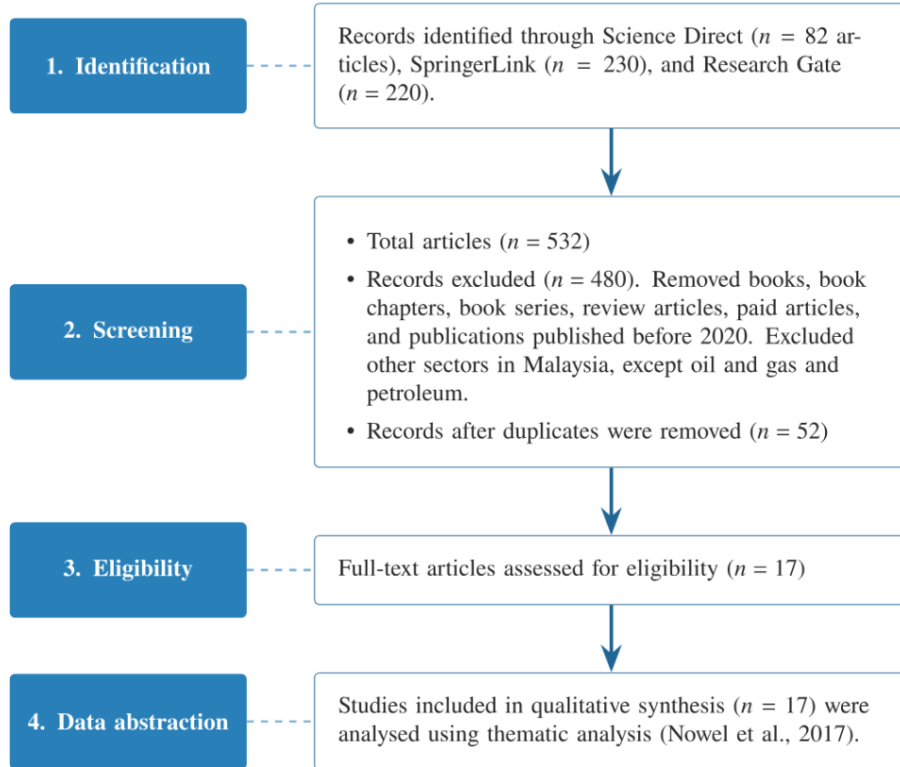 1. Identification
Records identified through Science Direct (n = 82 ar-
ticles), SpringerLink (n = 230), and Research Gate
(n = 220).
2. Screening
• Total articles (n = 532)
• Records excluded (n = 480). Removed books, book
chapters, book series, review articles, paid articles,
and publications published before 2020. Excluded
other sectors in Malaysia, except oil and gas and
petroleum.
• Records after duplicates were removed (n = 52)
3. Eligibility
Full-text articles assessed for eligibility (n = 17)
4. Data abstraction
Studies included in qualitative synthesis (n = 17) were
analysed using thematic analysis (Nowel et al., 2017).